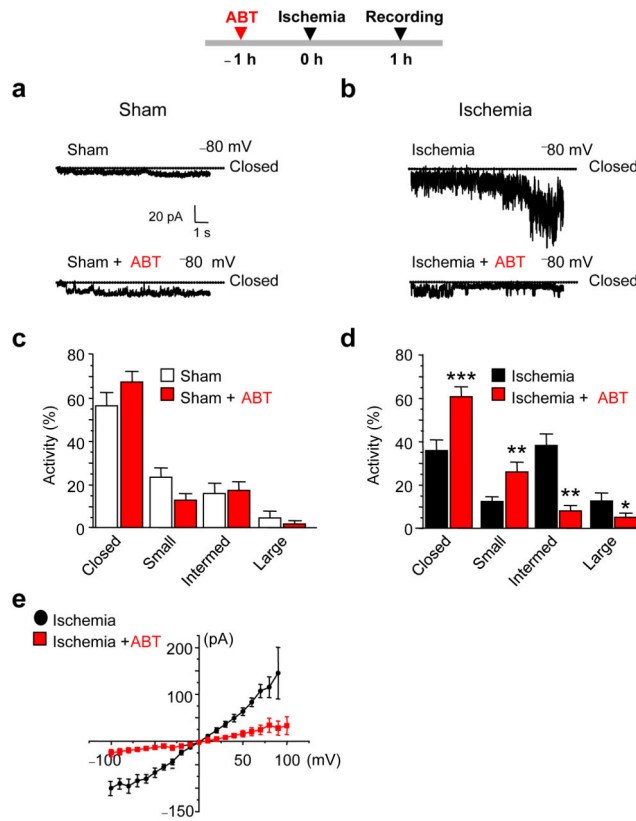 ABT Ischemia Recording
–1 h 0 h 1 h
a b
Sham Ischemia
Sham –80 mV
Closed
20 pA
1 s
Sham + ABT –80 mV
Closed
Ischemia –80 mV
Closed
Ischemia + ABT –80 mV
Closed
c
80
60
40
20
0
Activity (%)
Sham
Sham + ABT
Closed Small Intermed Large
d
80
60
40
20
0
Activity (%)
Ischemia
Ischemia + ABT
***
**
**
*
Closed Small Intermed Large
e
Ischemia
Ischemia +ABT
200 (pA)
100
–100 50 100 (mV)
–150